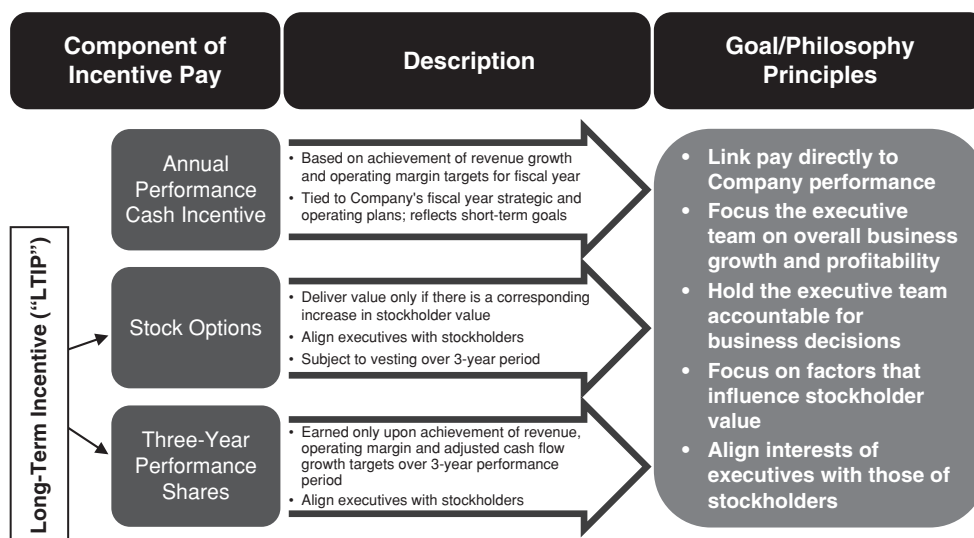 Component of
Incentive Pay
Description
Goal/Philosophy
Principles
Long-Term Incentive (“LTIP”)
Annual
Performance
Cash Incentive
• Based on achievement of revenue growth
and operating margin targets for fiscal year
• Tied to Company's fiscal year strategic and
operating plans; reflects short-term goals
Stock Options
• Deliver value only if there is a corresponding
increase in stockholder value
• Align executives with stockholders
• Subject to vesting over 3-year period
Three-Year
Performance
Shares
• Earned only upon achievement of revenue,
operating margin and adjusted cash flow
growth targets over 3-year performance
period
• Align executives with stockholders
• Link pay directly to
Company performance
• Focus the executive
team on overall business
growth and profitability
• Hold the executive team
accountable for
business decisions
• Focus on factors that
influence stockholder
value
• Align interests of
executives with those of
stockholders